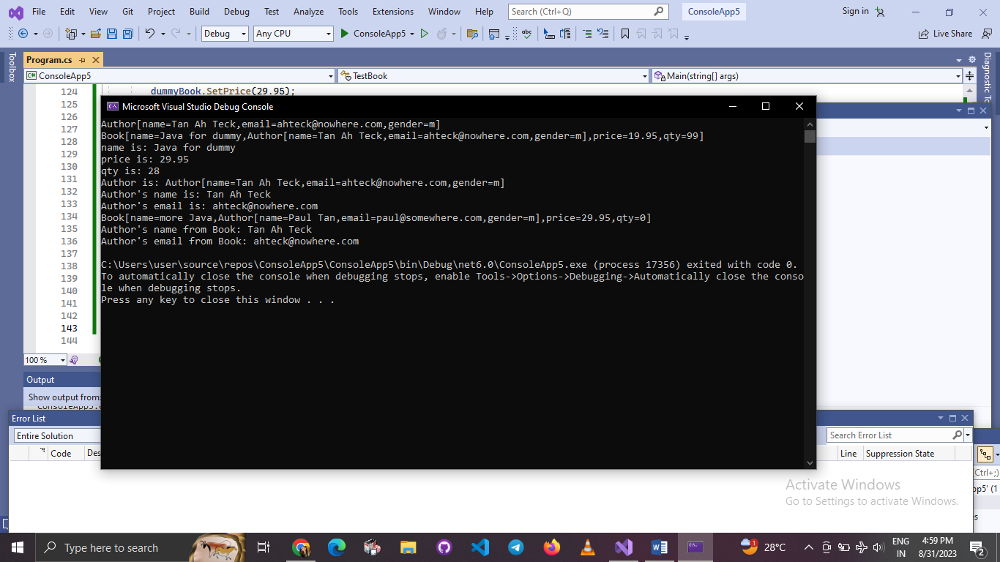 File Edit View Git Project Build Debug Test Analyze Tools Extensions Window Help Search (Ctrl+Q) ConsoleApp5 Sign in
Debug Any CPU ConsoleApp5 Live Share
Toolbox
Program.cs
ConsoleApp5 TestBook Main(string[] args)
Diagnostic To
124 dummyBook.SetPrice(29.95);
125
126
127
128
129
130
131
132
133
134
135
136
137
138
139
140
141
142
143
144
Microsoft Visual Studio Debug Console
Author[name=Tan Ah Teck,email=ahteck@nowhere.com,gender=m]
Book[name=Java for dummy,Author[name=Tan Ah Teck,email=ahteck@nowhere.com,gender=m],price=19.95,qty=99]
name is: Java for dummy
price is: 29.95
qty is: 28
Author is: Author[name=Tan Ah Teck,email=ahteck@nowhere.com,gender=m]
Author's name is: Tan Ah Teck
Author's email is: ahteck@nowhere.com
Book[name=more Java,Author[name=Paul Tan,email=paul@somewhere.com,gender=m],price=29.95,qty=0]
Author's name from Book: Tan Ah Teck
Author's email from Book: ahteck@nowhere.com
C:\Users\user\source\repos\ConsoleApp5\ConsoleApp5\bin\Debug\net6.0\ConsoleApp5.exe (process 17356) exited with code 0.
To automatically close the console when debugging stops, enable Tools->Options->Debugging->Automatically close the conso
le when debugging stops.
Press any key to close this window . . .
100 %
Output
Show output from:
Error List
Entire Solution Search Error List
Code Des Line Suppression State
(Ctrl+;)
pp5' (1
es
Activate Windows
Go to Settings to activate Windows.
Type here to search 28°C ENG 4:59 PM
IN 8/31/2023 2